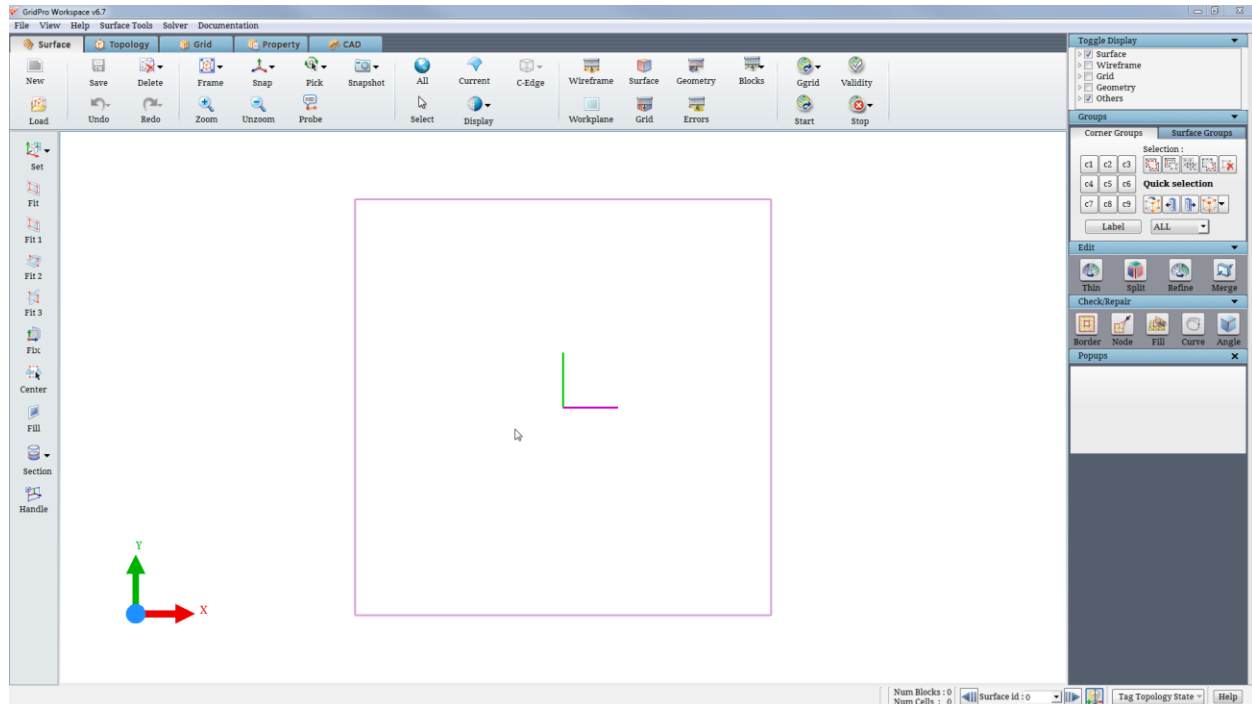 GridPro Workspace v6.7
File View Help Surface Tools Solver Documentation
Surface Topology Grid Property CAD
New Save Delete Frame Snap Pick Snapshot All Current C-Edge Wireframe Surface Geometry Blocks Ggrid Validity
Load Undo Redo Zoom Unzoom Probe Select Display Workplane Grid Errors Start Stop
Set
Fit
Fit 1
Fit 2
Fit 3
Fix
Center
Fill
Section
Handle
Y
X
Toggle Display
Surface
Wireframe
Grid
Geometry
Others
Groups
Corner Groups Surface Groups
Selection :
c1 c2 c3
c4 c5 c6 Quick selection
c7 c8 c9
Label ALL
Edit
Thin Split Refine Merge
Check/Repair
Border Node Fill Curve Angle
Popups X
Num Blocks : 0
Num Cells : 0
Surface id : 0
Tag Topology State
Help